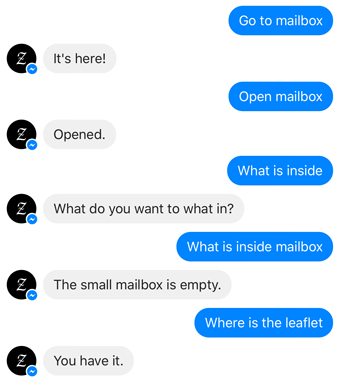 Go to mailbox
It's here!
Open mailbox
Opened.
What is inside
What do you want to what in?
What is inside mailbox
The small mailbox is empty.
Where is the leaflet
You have it.